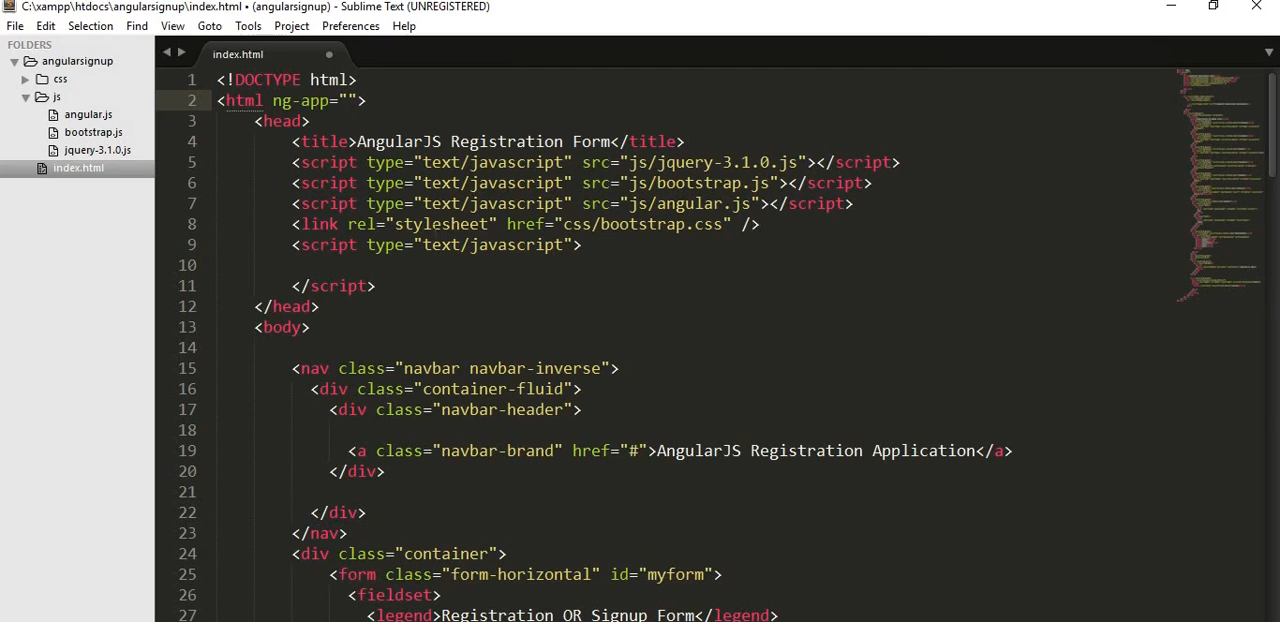 C:\xampp\htdocs\angularsignup\index.html • (angularsignup) - Sublime Text (UNREGISTERED)
File Edit Selection Find View Goto Tools Project Preferences Help
FOLDERS
angularsignup
css
js
angular.js
bootstrap.js
jquery-3.1.0.js
index.html
index.html
1 <!DOCTYPE html>
2 <html ng-app="">
3 <head>
4 <title>AngularJS Registration Form</title>
5 <script type="text/javascript" src="js/jquery-3.1.0.js"></script>
6 <script type="text/javascript" src="js/bootstrap.js"></script>
7 <script type="text/javascript" src="js/angular.js"></script>
8 <link rel="stylesheet" href="css/bootstrap.css" />
9 <script type="text/javascript">
10
11 </script>
12 </head>
13 <body>
14
15 <nav class="navbar navbar-inverse">
16 <div class="container-fluid">
17 <div class="navbar-header">
18
19 <a class="navbar-brand" href="#">AngularJS Registration Application</a>
20 </div>
21
22 </div>
23 </nav>
24 <div class="container">
25 <form class="form-horizontal" id="myform">
26 <fieldset>
27 <legend>Registration OR Signup Form</legend>